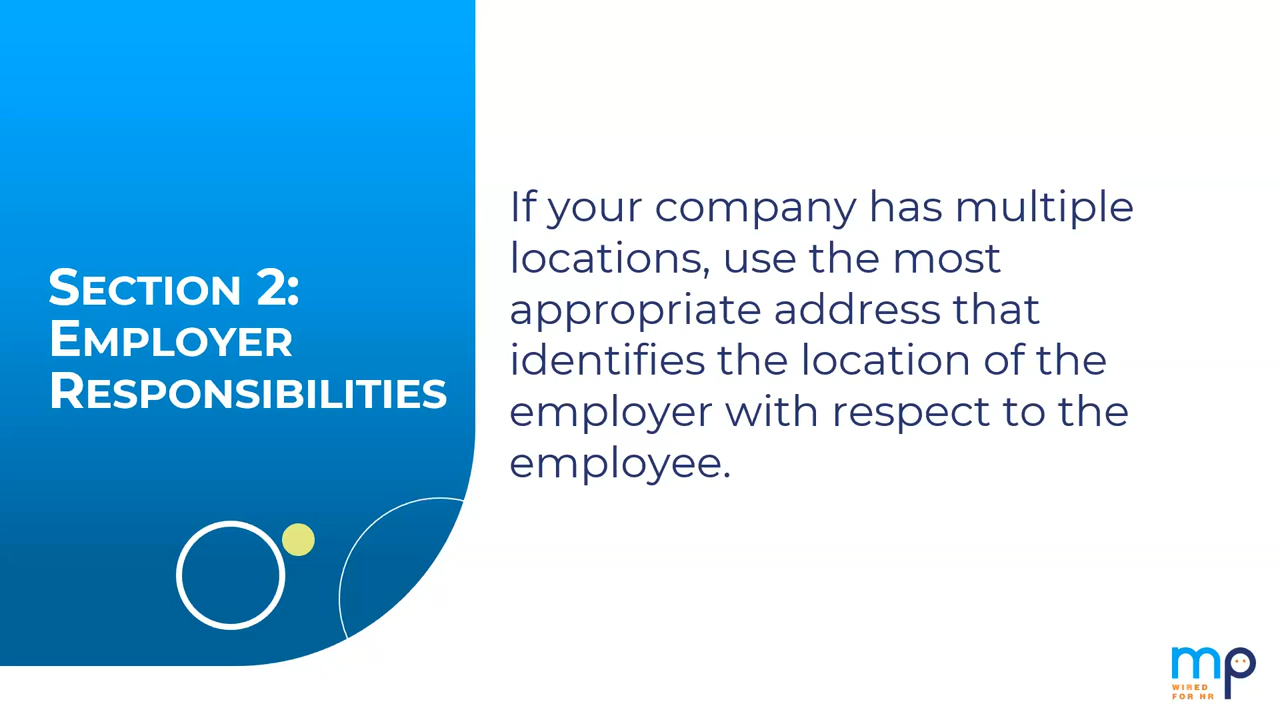 SECTION 2:
EMPLOYER
RESPONSIBILITIES
If your company has multiple
locations, use the most
appropriate address that
identifies the location of the
employer with respect to the
employee.
mp
WIRED
FOR HR